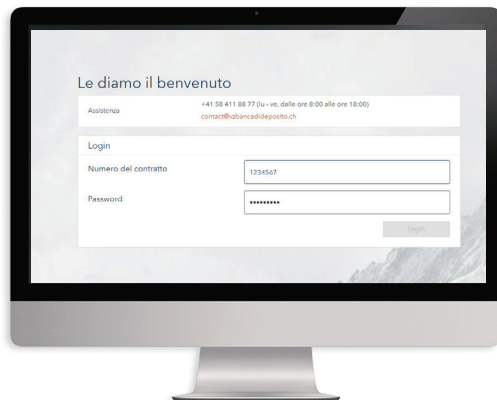 Le diamo il benvenuto
Assistenza
+41 58 411 88 77 (lu - ve, dalle ore 8:00 alle ore 18:00)
contact@vzbancadideposito.ch
Login
Numero del contratto
1234567
Password
•••••••••
Login